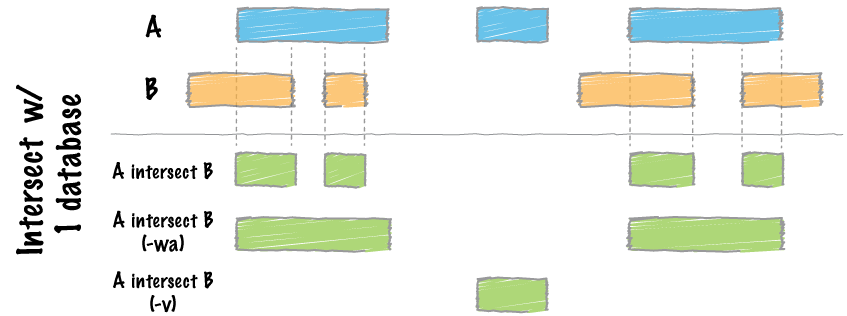 Intersect w/
1 database
A
B
A intersect B
A intersect B
(-wa)
A intersect B
(-v)